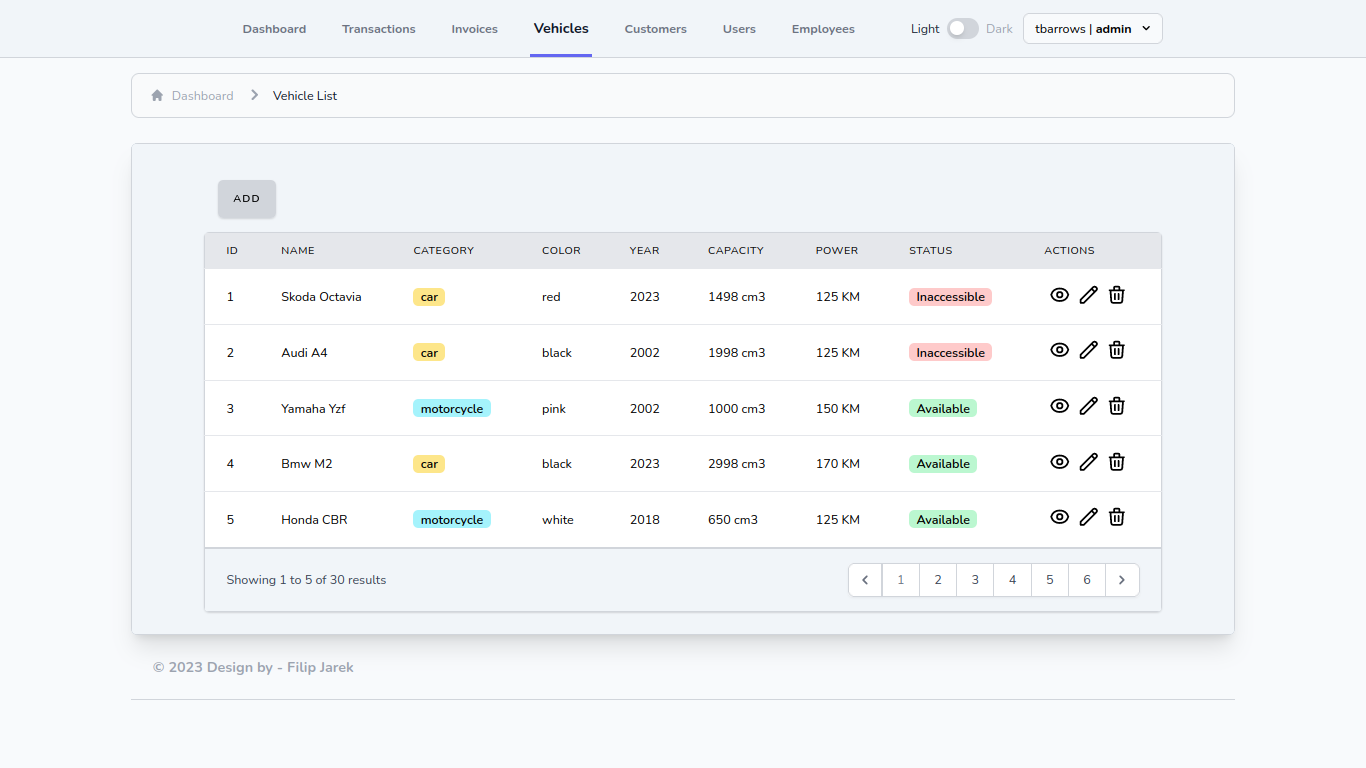 Dashboard Transactions Invoices Vehicles Customers Users Employees Light Dark tbarrows | admin
Dashboard Vehicle List
ADD
ID NAME CATEGORY COLOR YEAR CAPACITY POWER STATUS ACTIONS
1 Skoda Octavia car red 2023 1498 cm3 125 KM Inaccessible
2 Audi A4 car black 2002 1998 cm3 125 KM Inaccessible
3 Yamaha Yzf motorcycle pink 2002 1000 cm3 150 KM Available
4 Bmw M2 car black 2023 2998 cm3 170 KM Available
5 Honda CBR motorcycle white 2018 650 cm3 125 KM Available
Showing 1 to 5 of 30 results 1 2 3 4 5 6
© 2023 Design by - Filip Jarek